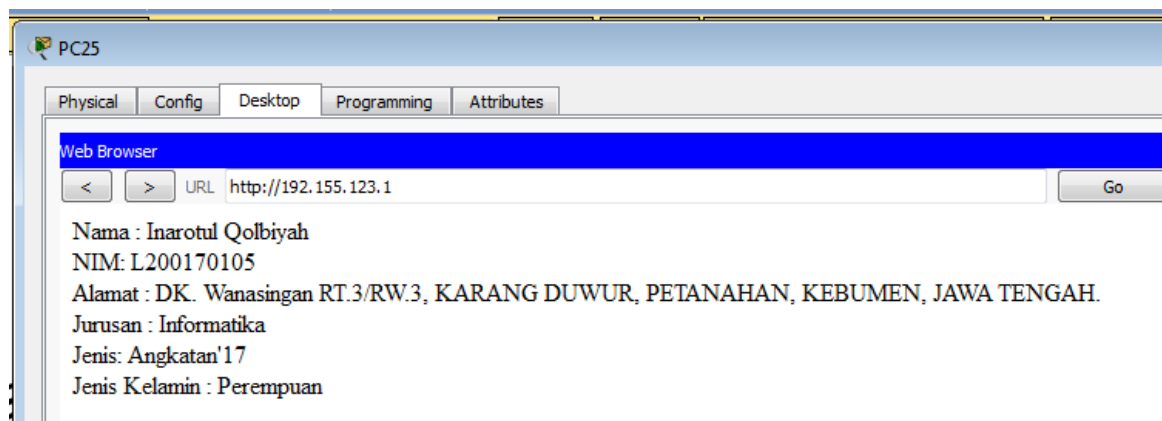 PC25
Physical Config Desktop Programming Attributes
Web Browser
< > URL http://192.155.123.1 Go
Nama : Inarotul Qolbiyah
NIM: L200170105
Alamat : DK. Wanasingan RT.3/RW.3, KARANG DUWUR, PETANAHAN, KEBUMEN, JAWA TENGAH.
Jurusan : Informatika
Jenis: Angkatan'17
Jenis Kelamin : Perempuan